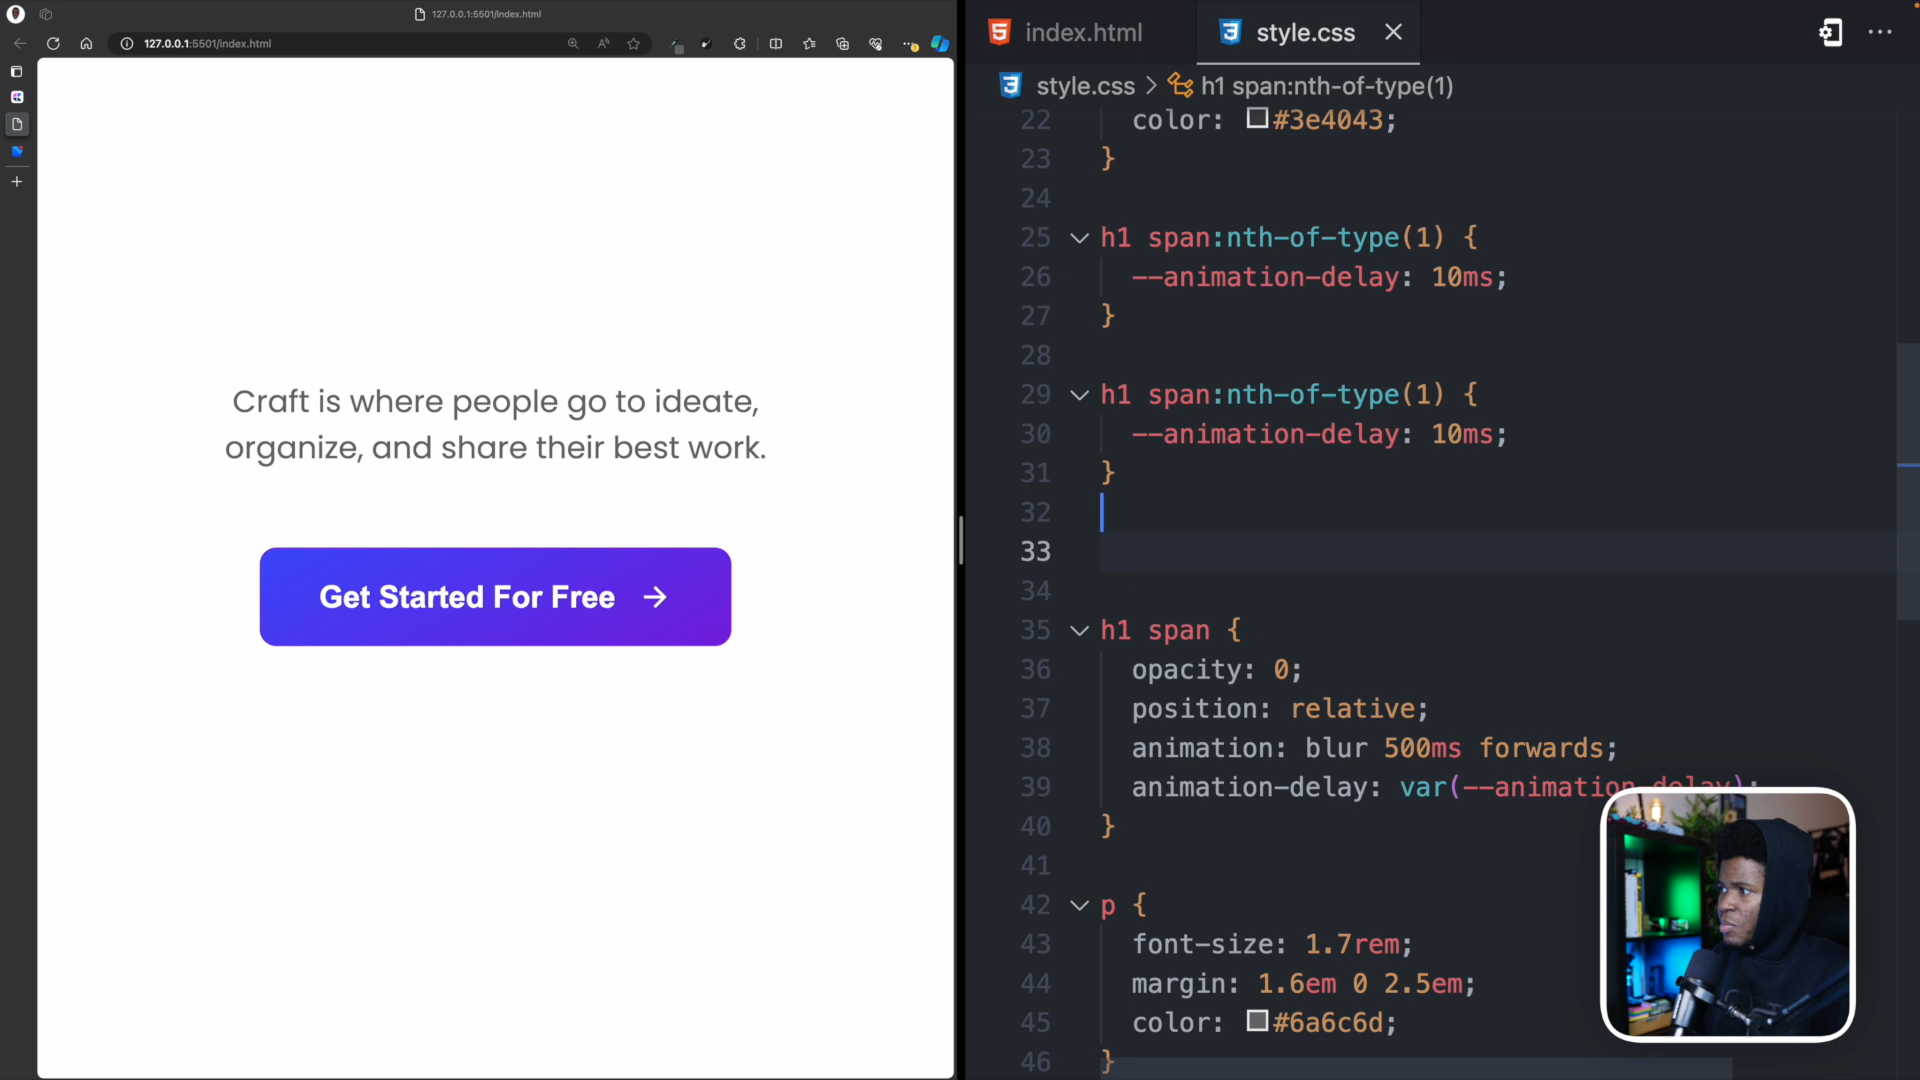 127.0.0.1:5501/index.html
127.0.0.1:5501/index.html
Craft is where people go to ideate,
organize, and share their best work.
Get Started For Free →
index.html
style.css
style.css > h1 span:nth-of-type(1)
22 color: #3e4043;
23 }
24
25 h1 span:nth-of-type(1) {
26 --animation-delay: 10ms;
27 }
28
29 h1 span:nth-of-type(1) {
30 --animation-delay: 10ms;
31 }
32
33
34
35 h1 span {
36 opacity: 0;
37 position: relative;
38 animation: blur 500ms forwards;
39 animation-delay: var(--animation-delay);
40 }
41
42 p {
43 font-size: 1.7rem;
44 margin: 1.6em 0 2.5em;
45 color: #6a6c6d;
46 }